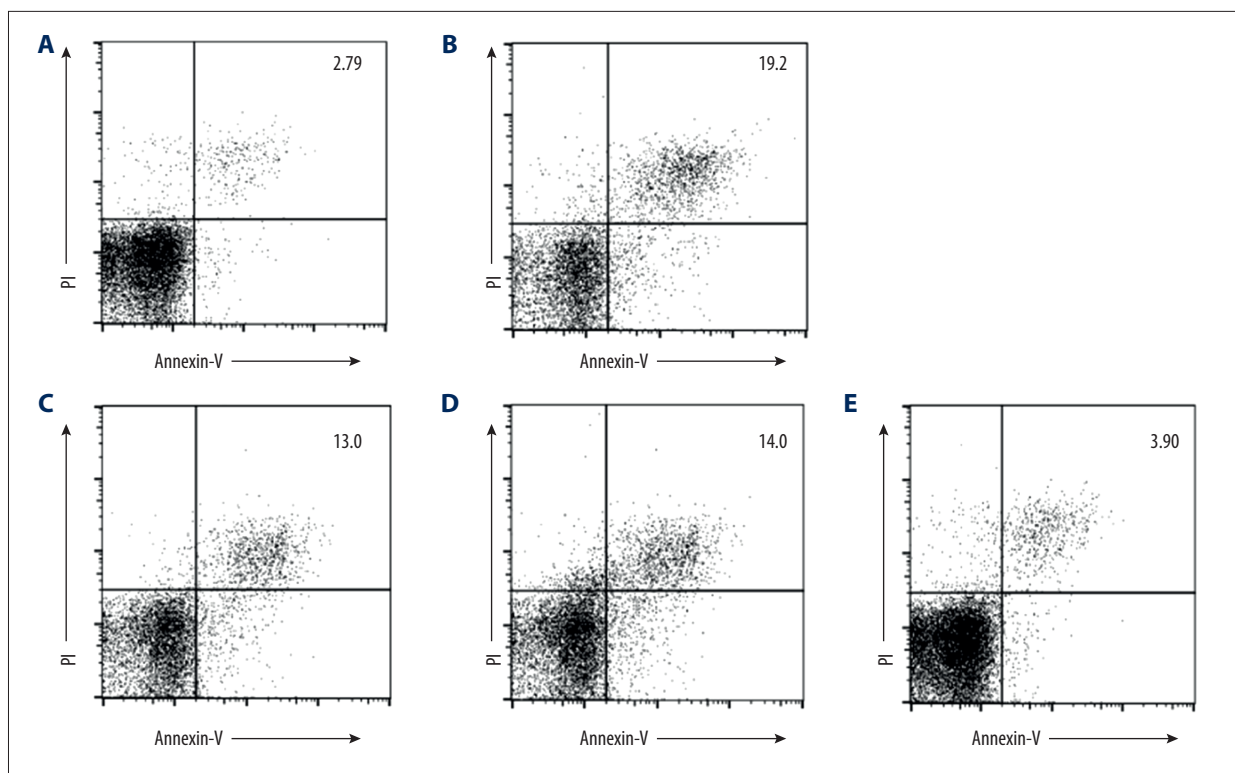 A
2.79
PI
Annexin-V
B
19.2
PI
Annexin-V
C
13.0
PI
Annexin-V
D
14.0
PI
Annexin-V
E
3.90
PI
Annexin-V